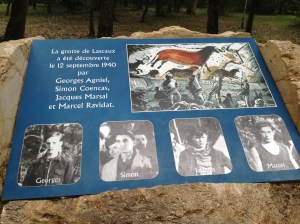 La grotte de Lascaux
a été découverte
le 12 septembre 1940
par
Georges Agniel,
Simon Coencas,
Jacques Marsal
et Marcel Ravidat.
Georges
Simon
Marcel